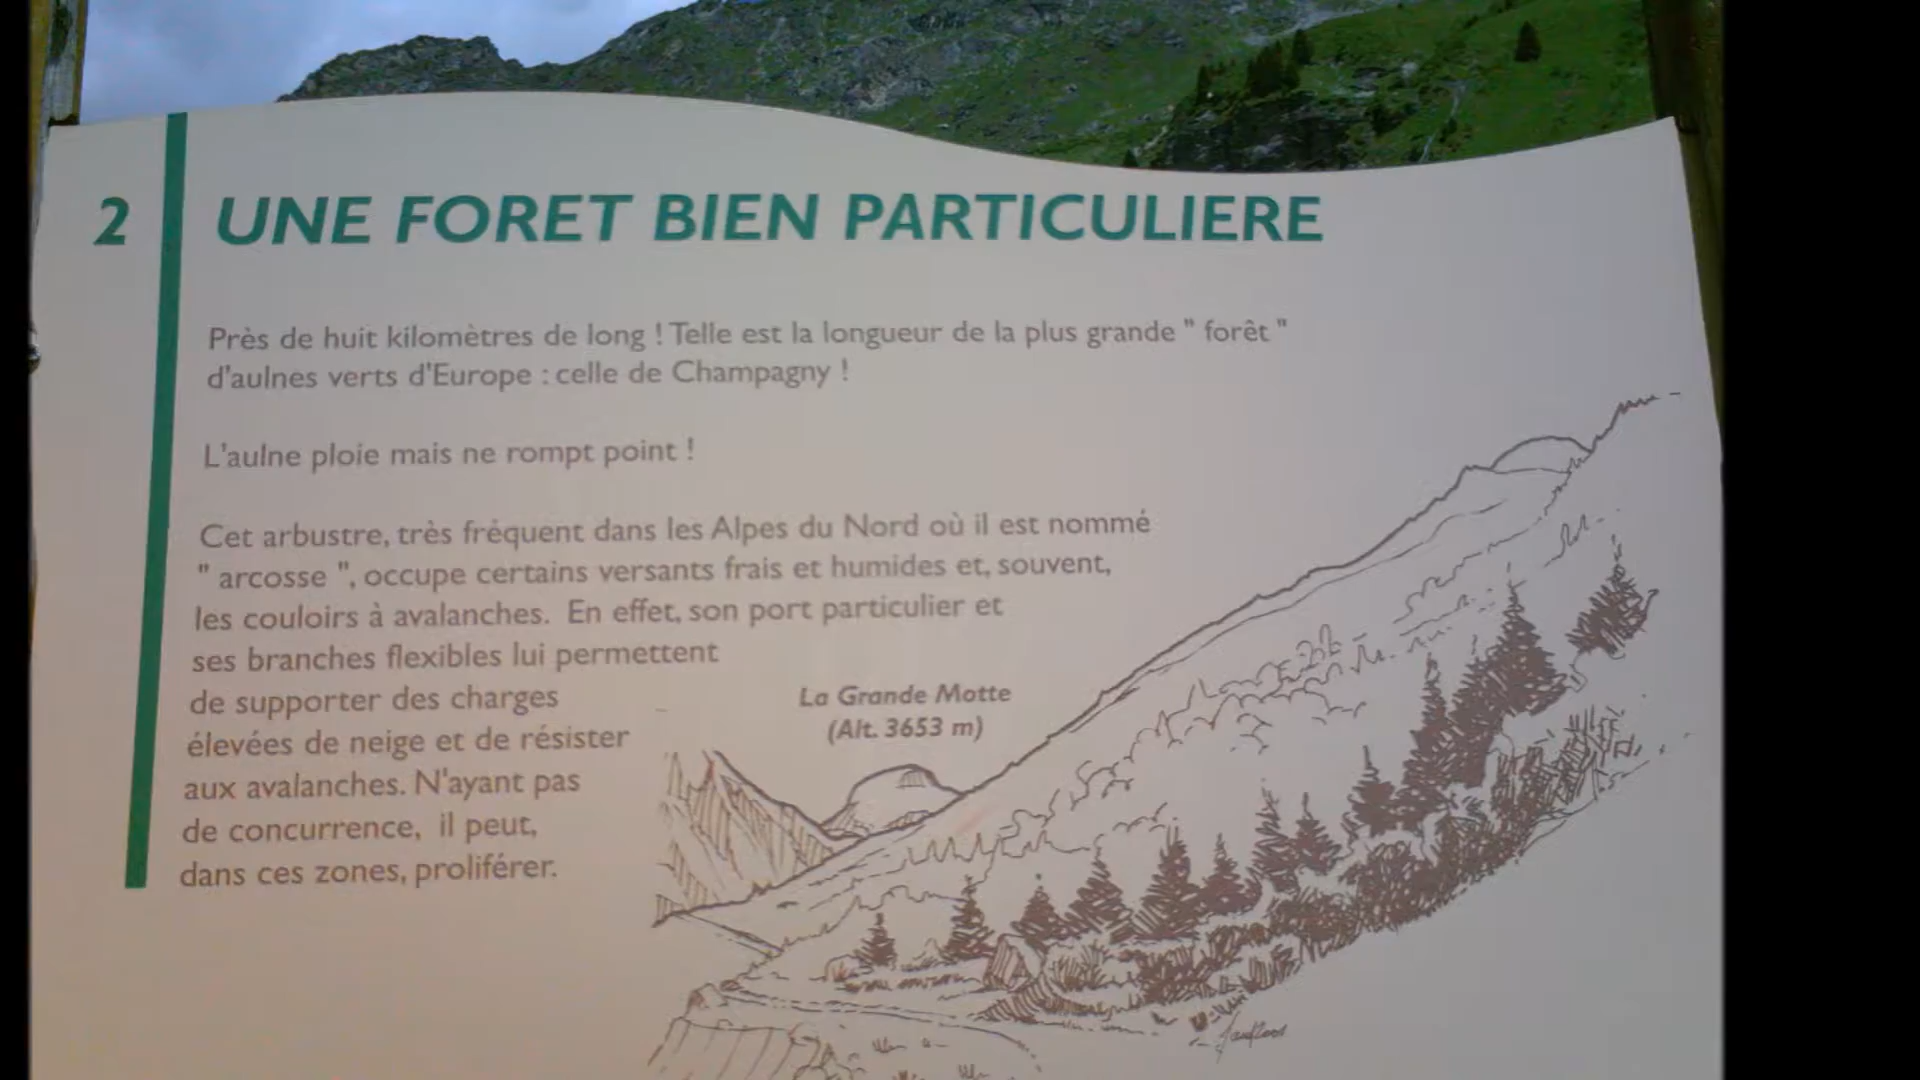 2
UNE FORET BIEN PARTICULIERE
Près de huit kilomètres de long ! Telle est la longueur de la plus grande " forêt "
d'aulnes verts d'Europe : celle de Champagny !
L'aulne ploie mais ne rompt point !
Cet arbustre, très fréquent dans les Alpes du Nord où il est nommé
" arcosse ", occupe certains versants frais et humides et, souvent,
les couloirs à avalanches. En effet, son port particulier et
ses branches flexibles lui permettent
de supporter des charges
élevées de neige et de résister
aux avalanches. N'ayant pas
de concurrence, il peut,
dans ces zones, proliférer.
La Grande Motte
(Alt. 3653 m)